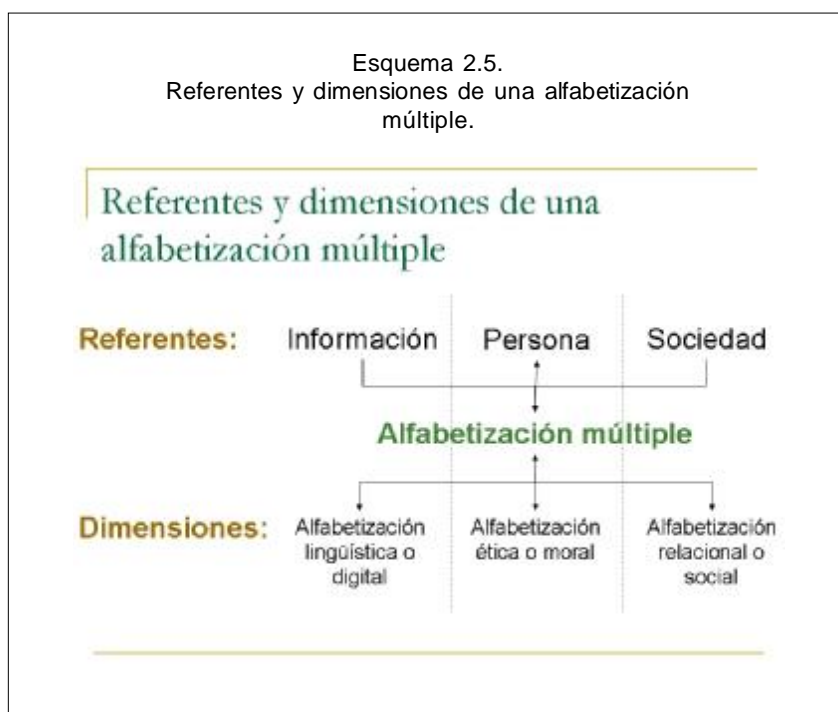 Esquema 2.5.
Referentes y dimensiones de una alfabetización
múltiple.
Referentes y dimensiones de una
alfabetización múltiple
Referentes: Información Persona Sociedad
Alfabetización múltiple
Dimensiones: Alfabetización Alfabetización Alfabetización
lingüística o ética o moral relacional o
digital social